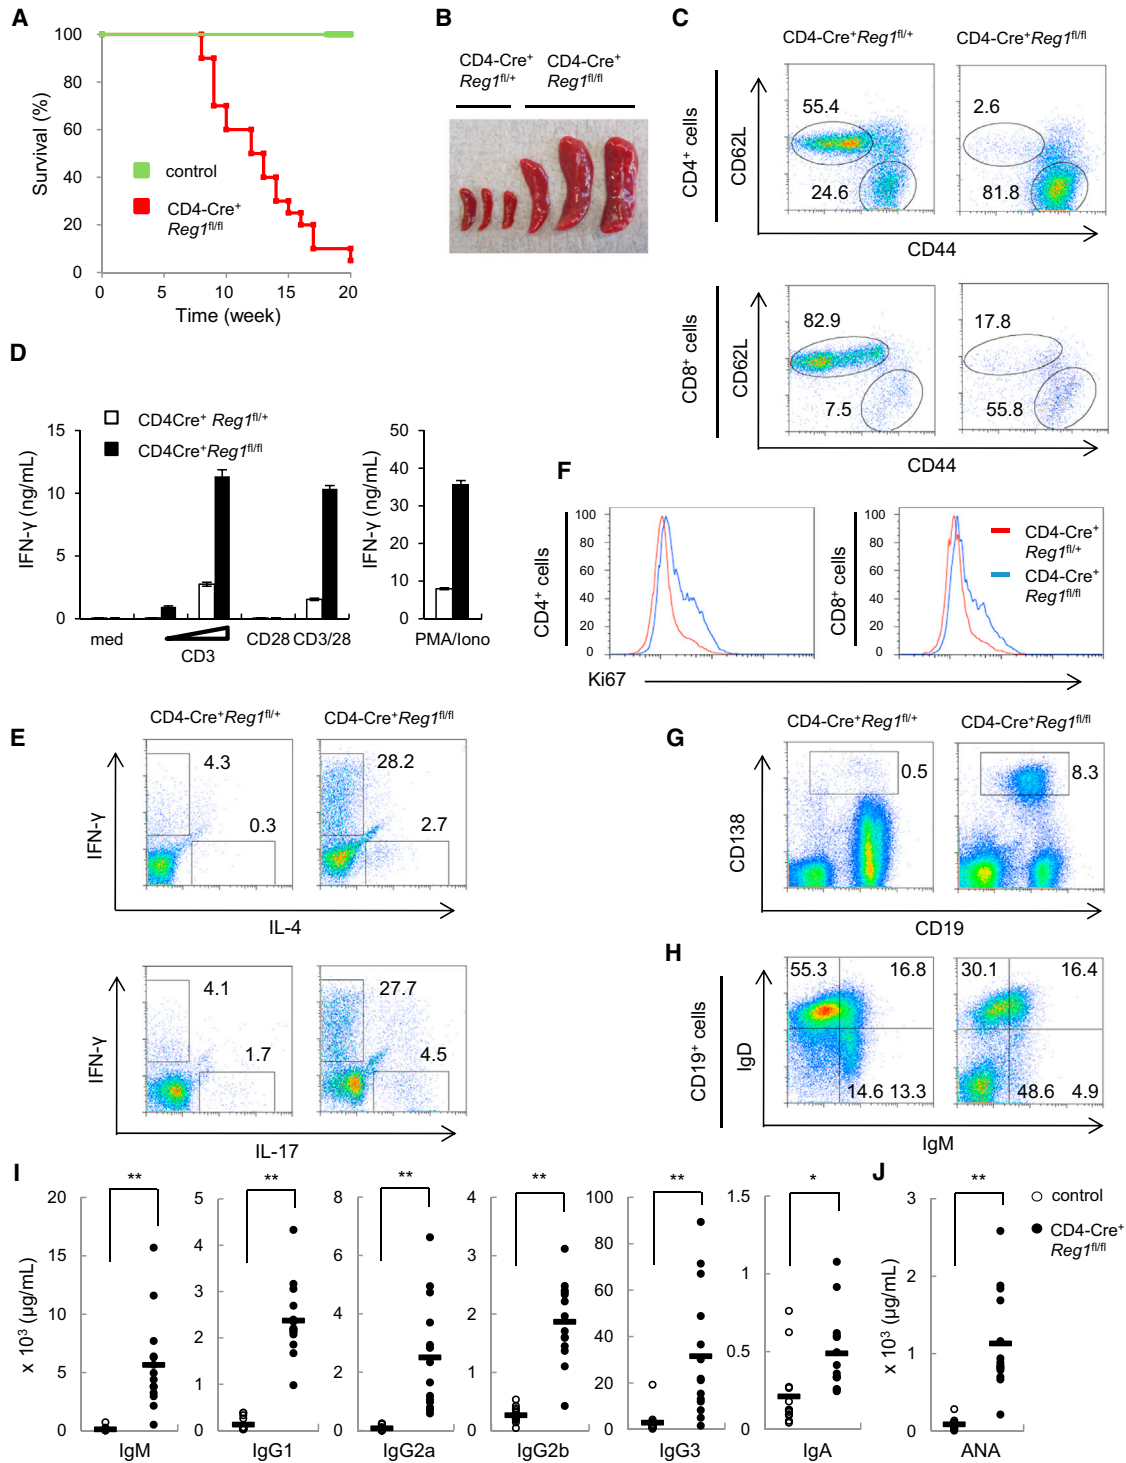 A
100
80
60
40
20
0
Survival (%)
control
CD4-Cre⁺
Reg1fl/fl
0 5 10 15 20
Time (week)
B
CD4-Cre⁺ CD4-Cre⁺
Reg1fl/+ Reg1fl/fl
C
CD4-Cre⁺Reg1fl/+ CD4-Cre⁺Reg1fl/fl
CD4⁺ cells
CD62L
55.4
24.6
2.6
81.8
CD44
CD8⁺ cells
CD62L
82.9
7.5
17.8
55.8
CD44
D
CD4Cre⁺ Reg1fl/+
CD4Cre⁺Reg1fl/fl
IFN-γ (ng/mL)
15
10
5
0
med CD3 CD28 CD3/28
IFN-γ (ng/mL)
50
40
30
20
10
0
PMA/Iono
E
CD4-Cre⁺Reg1fl/+ CD4-Cre⁺Reg1fl/fl
IFN-γ
4.3
0.3
28.2
2.7
IL-4
IFN-γ
4.1
1.7
27.7
4.5
IL-17
F
CD4⁺ cells
100
80
60
40
20
0
CD8⁺ cells
100
80
60
40
20
0
CD4-Cre⁺
Reg1fl/+
CD4-Cre⁺
Reg1fl/fl
Ki67
G
CD4-Cre⁺Reg1fl/+ CD4-Cre⁺Reg1fl/fl
CD138
0.5
8.3
CD19
H
CD19⁺ cells
IgD
55.3 16.8
14.6 13.3
30.1 16.4
48.6 4.9
IgM
I
x 10³ (μg/mL)
**
20
15
10
5
0
IgM
**
5
4
3
2
1
0
IgG1
**
8
6
4
2
0
IgG2a
**
4
3
2
1
0
IgG2b
**
100
80
60
40
20
0
IgG3
*
1.5
1
0.5
0
IgA
J
x 10³ (μg/mL)
**
3
2
1
0
ANA
control
CD4-Cre⁺
Reg1fl/fl